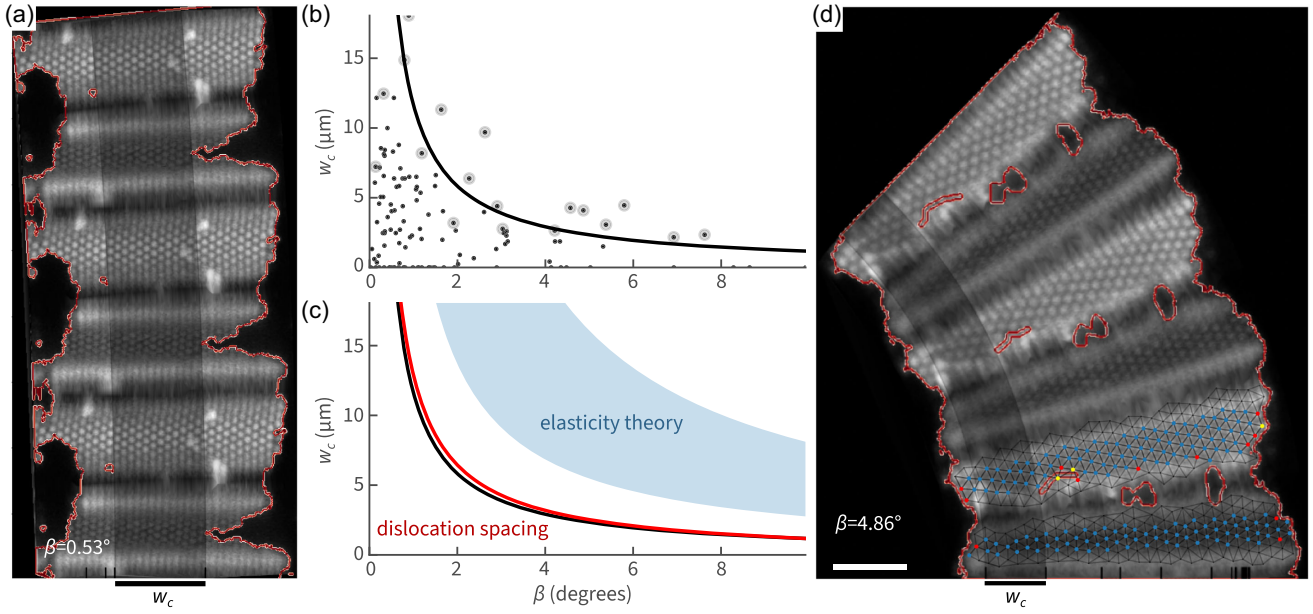 (a)
β=0.53°
w_c
(b)
w_c (μm)
15
10
5
0
0 2 4 6 8
(c)
w_c (μm)
15
10
5
0
elasticity theory
dislocation spacing
0 2 4 6 8
β (degrees)
(d)
β=4.86°
w_c